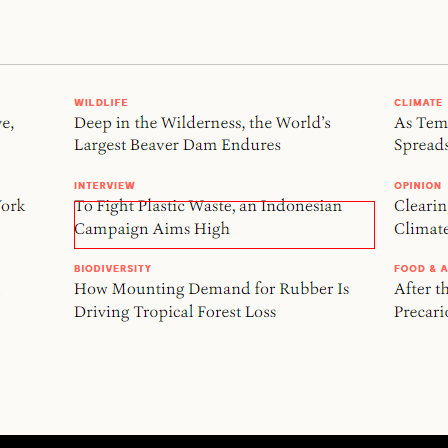 WILDLIFE
Deep in the Wilderness, the World's
Largest Beaver Dam Endures
INTERVIEW
To Fight Plastic Waste, an Indonesian
Campaign Aims High
BIODIVERSITY
How Mounting Demand for Rubber Is
Driving Tropical Forest Loss
CLIMATE
As Tem
Spreads
OPINION
Clearin
Climate
FOOD & A
After th
Precari